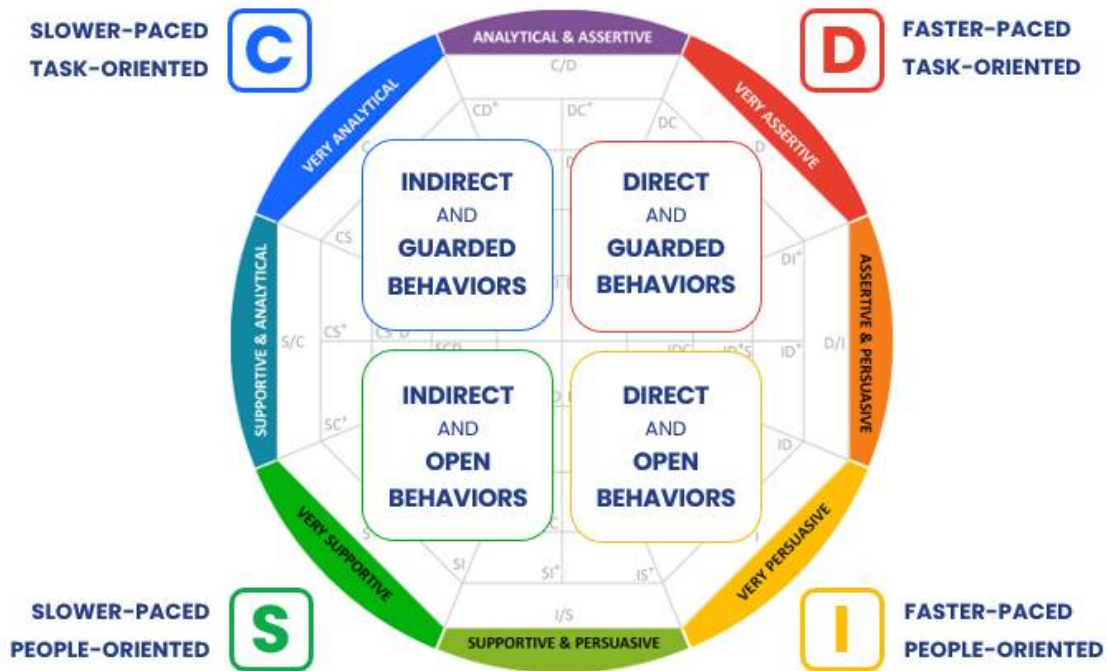 SLOWER-PACED
TASK-ORIENTED
C
ANALYTICAL & ASSERTIVE
D
FASTER-PACED
TASK-ORIENTED
C/D
CD⁺
DC⁺
DC
VERY ANALYTICAL
VERY ASSERTIVE
C
D
INDIRECT
AND
GUARDED
BEHAVIORS
DIRECT
AND
GUARDED
BEHAVIORS
CS
DI⁺
SUPPORTIVE & ANALYTICAL
ASSERTIVE & PERSUASIVE
S/C
CS⁺
ID⁺
D/I
INDIRECT
AND
OPEN
BEHAVIORS
DIRECT
AND
OPEN
BEHAVIORS
SC⁺
ID
VERY SUPPORTIVE
VERY PERSUASIVE
S
I
SI
SI⁺
IS⁺
I/S
SUPPORTIVE & PERSUASIVE
SLOWER-PACED
PEOPLE-ORIENTED
S
I
FASTER-PACED
PEOPLE-ORIENTED